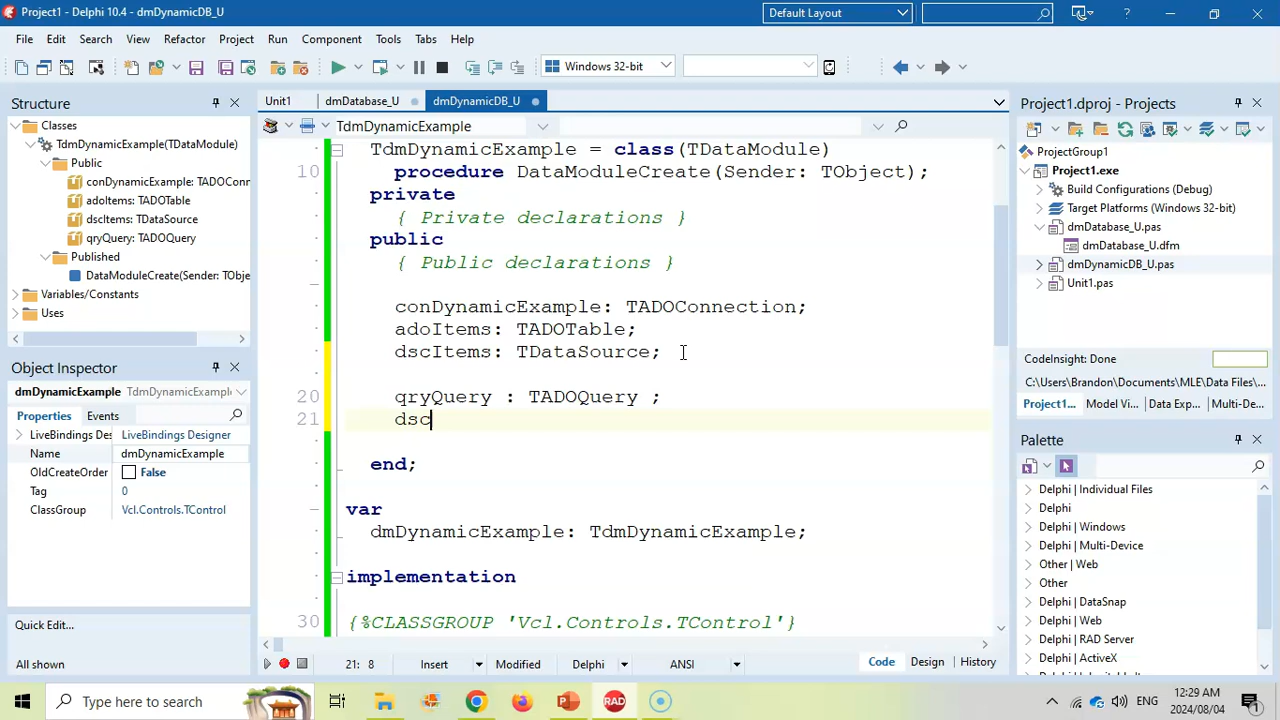 Project1 - Delphi 10.4 - dmDynamicDB_U
Default Layout
File Edit Search View Refactor Project Run Component Tools Tabs Help
Windows 32-bit
Structure
Classes
TdmDynamicExample(TDataModule)
Public
conDynamicExample: TADOConn
adoItems: TADOTable
dscItems: TDataSource
qryQuery: TADOQuery
Published
DataModuleCreate(Sender: TObje
Variables/Constants
Uses
Object Inspector
dmDynamicExample TdmDynamicExample
Properties Events
LiveBindings Des LiveBindings Designer
Name dmDynamicExample
OldCreateOrder False
Tag 0
ClassGroup Vcl.Controls.TControl
Quick Edit...
All shown
Unit1 dmDatabase_U dmDynamicDB_U
TdmDynamicExample
TdmDynamicExample = class(TDataModule)
10 procedure DataModuleCreate(Sender: TObject);
private
{ Private declarations }
public
{ Public declarations }
conDynamicExample: TADOConnection;
adoItems: TADOTable;
dscItems: TDataSource;
20 qryQuery : TADOQuery ;
21 dsc
end;
var
dmDynamicExample: TdmDynamicExample;
implementation
30 {%CLASSGROUP 'Vcl.Controls.TControl'}
21: 8 Insert Modified Delphi ANSI Code Design History
Project1.dproj - Projects
ProjectGroup1
Project1.exe
Build Configurations (Debug)
Target Platforms (Windows 32-bit)
dmDatabase_U.pas
dmDatabase_U.dfm
dmDynamicDB_U.pas
Unit1.pas
CodeInsight: Done
C:\Users\Brandon\Documents\MLE\Data Files\
Project1... Model Vi... Data Exp... Multi-De...
Palette
Delphi | Individual Files
Delphi
Delphi | Windows
Delphi | Multi-Device
Other | Web
Other
Delphi | DataSnap
Delphi | Web
Delphi | RAD Server
Delphi | ActiveX
Type here to search
RAD
ENG
12:29 AM
2024/08/04
1